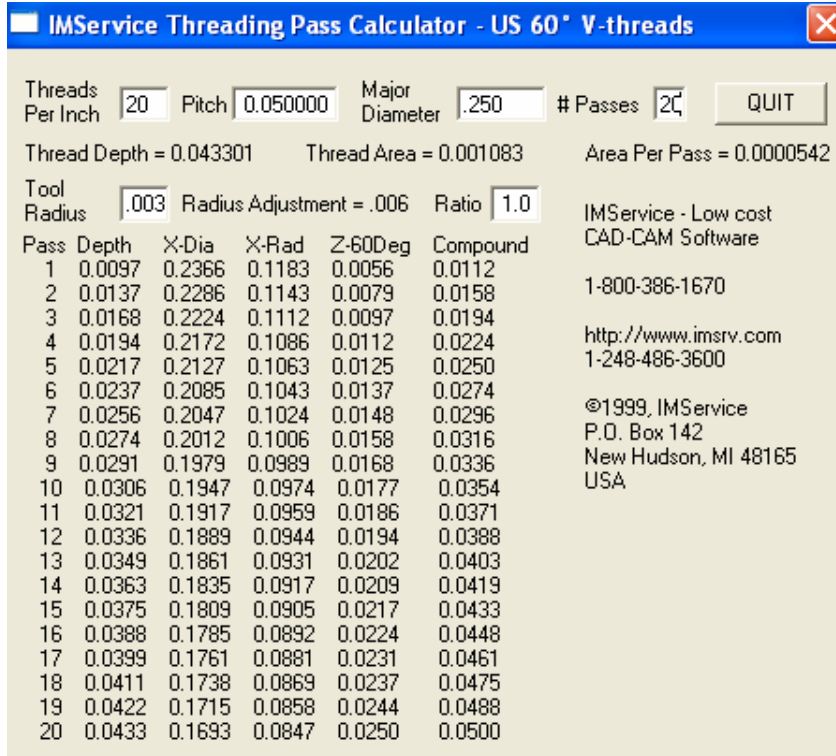 IMService Threading Pass Calculator - US 60° V-threads
Threads Per Inch 20 Pitch 0.050000 Major Diameter .250 # Passes 20 QUIT
Thread Depth = 0.043301 Thread Area = 0.001083 Area Per Pass = 0.0000542
Tool Radius .003 Radius Adjustment = .006 Ratio 1.0
Pass Depth X-Dia X-Rad Z-60Deg Compound
1 0.0097 0.2366 0.1183 0.0056 0.0112
2 0.0137 0.2286 0.1143 0.0079 0.0158
3 0.0168 0.2224 0.1112 0.0097 0.0194
4 0.0194 0.2172 0.1086 0.0112 0.0224
5 0.0217 0.2127 0.1063 0.0125 0.0250
6 0.0237 0.2085 0.1043 0.0137 0.0274
7 0.0256 0.2047 0.1024 0.0148 0.0296
8 0.0274 0.2012 0.1006 0.0158 0.0316
9 0.0291 0.1979 0.0989 0.0168 0.0336
10 0.0306 0.1947 0.0974 0.0177 0.0354
11 0.0321 0.1917 0.0959 0.0186 0.0371
12 0.0336 0.1889 0.0944 0.0194 0.0388
13 0.0349 0.1861 0.0931 0.0202 0.0403
14 0.0363 0.1835 0.0917 0.0209 0.0419
15 0.0375 0.1809 0.0905 0.0217 0.0433
16 0.0388 0.1785 0.0892 0.0224 0.0448
17 0.0399 0.1761 0.0881 0.0231 0.0461
18 0.0411 0.1738 0.0869 0.0237 0.0475
19 0.0422 0.1715 0.0858 0.0244 0.0488
20 0.0433 0.1693 0.0847 0.0250 0.0500
IMService - Low cost
CAD-CAM Software
1-800-386-1670
http://www.imsrv.com
1-248-486-3600
©1999, IMService
P.O. Box 142
New Hudson, MI 48165
USA